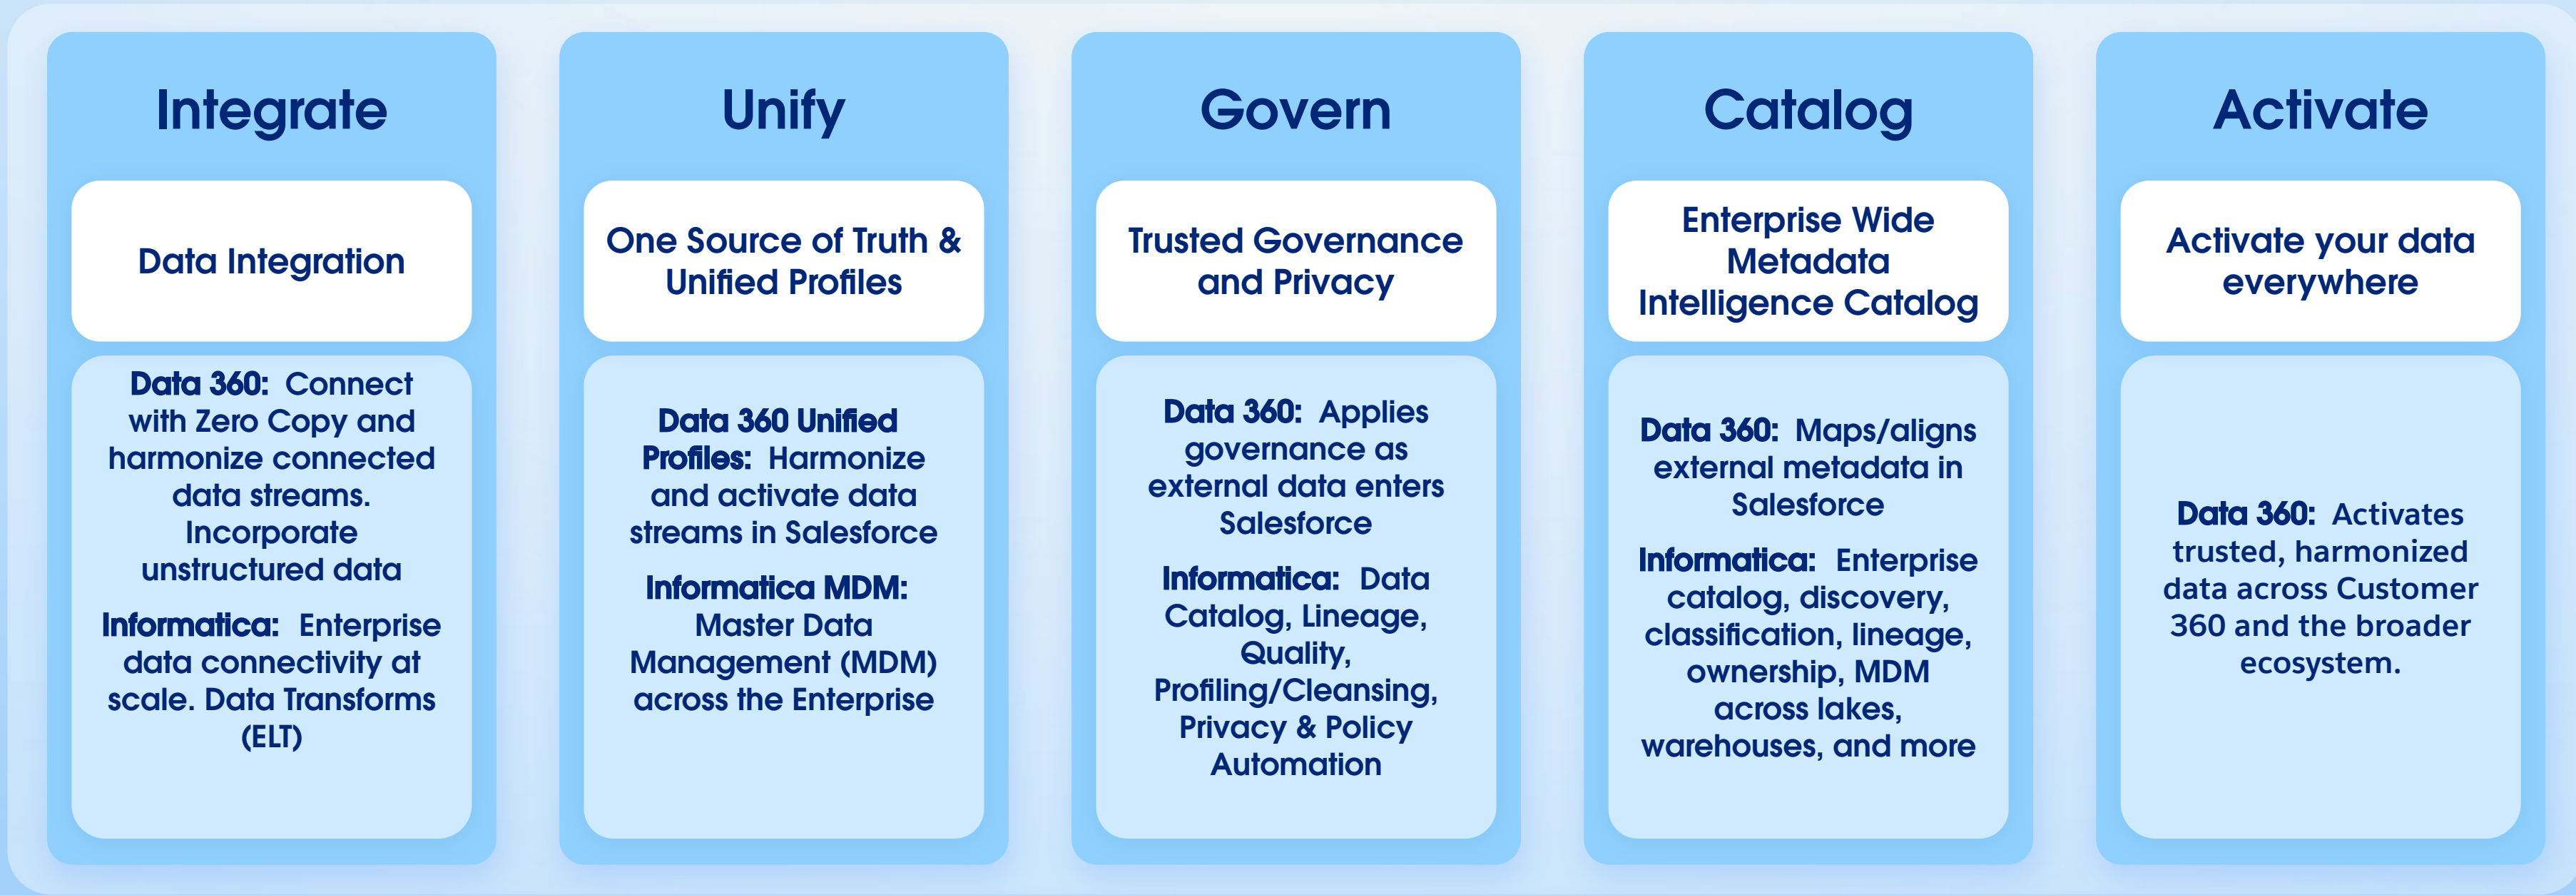 Integrate
Data Integration
Data 360: Connect
with Zero Copy and
harmonize connected
data streams.
Incorporate
unstructured data
Informatica: Enterprise
data connectivity at
scale. Data Transforms
(ELT)
Unify
One Source of Truth &
Unified Profiles
Data 360 Unified
Profiles: Harmonize
and activate data
streams in Salesforce
Informatica MDM:
Master Data
Management (MDM)
across the Enterprise
Govern
Trusted Governance
and Privacy
Data 360: Applies
governance as
external data enters
Salesforce
Informatica: Data
Catalog, Lineage,
Quality,
Profiling/Cleansing,
Privacy & Policy
Automation
Catalog
Enterprise Wide
Metadata
Intelligence Catalog
Data 360: Maps/aligns
external metadata in
Salesforce
Informatica: Enterprise
catalog, discovery,
classification, lineage,
ownership, MDM
across lakes,
warehouses, and more
Activate
Activate your data
everywhere
Data 360: Activates
trusted, harmonized
data across Customer
360 and the broader
ecosystem.